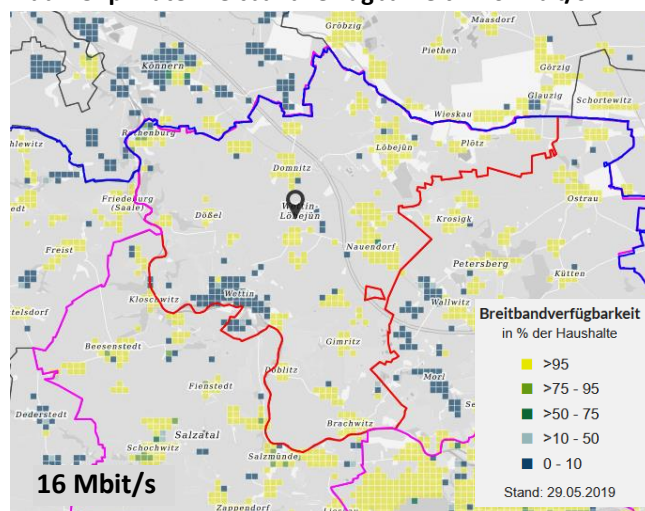 Gröbzig
Maasdorf
Piethen
Könnern
Görzig
Glauzig
Schortewitz
Wieskau
Rothenburg
Löbejün
Plötz
Domnitz
Friedeburg
(Saale)
Dößel
Wettin-
Löbejün
Ostrau
Krosigk
Freist
Nauendorf
Petersberg
Kütten
Kloschwitz
Wettin
Wallwitz
Breitbandverfügbarkeit
in % der Haushalte
>95
>75 - 95
>50 - 75
>10 - 50
0 - 10
Stand: 29.05.2019
Beesenstedt
Gimritz
Döblitz
Fienstedt
Morl
Dederstedt
Brachwitz
Salzatal
Schochwitz
Salzmünde
16 Mbit/s
Zappendorf